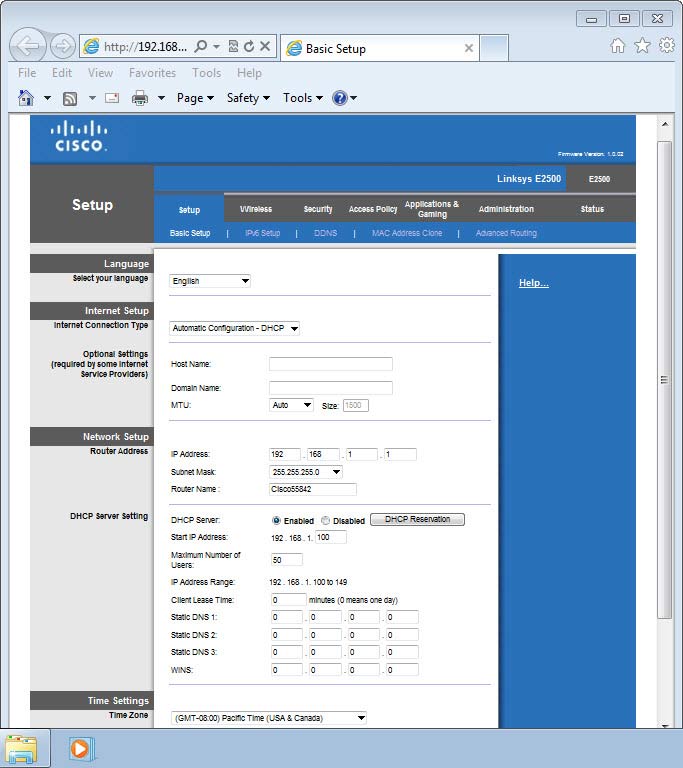 http://192.168... Basic Setup
File Edit View Favorites Tools Help
Page Safety Tools
CISCO.
Firmware Version: 1.0.02
Linksys E2500 E2500
Setup
Setup Wireless Security Access Policy Applications & Gaming Administration Status
Basic Setup | IPv6 Setup | DDNS | MAC Address Clone | Advanced Routing
Language
Select your language English
Help...
Internet Setup
Internet Connection Type Automatic Configuration - DHCP
Optional Settings
(required by some Internet
Service Providers)
Host Name:
Domain Name:
MTU: Auto Size: 1500
Network Setup
Router Address
IP Address: 192 . 168 . 1 . 1
Subnet Mask: 255.255.255.0
Router Name : Cisco55842
DHCP Server Setting
DHCP Server: Enabled Disabled DHCP Reservation
Start IP Address: 192 . 168 . 1. 100
Maximum Number of
Users: 50
IP Address Range: 192 . 168 . 1. 100 to 149
Client Lease Time: 0 minutes (0 means one day)
Static DNS 1: 0 . 0 . 0 . 0
Static DNS 2: 0 . 0 . 0 . 0
Static DNS 3: 0 . 0 . 0 . 0
WINS: 0 . 0 . 0 . 0
Time Settings
Time Zone (GMT-08:00) Pacific Time (USA & Canada)